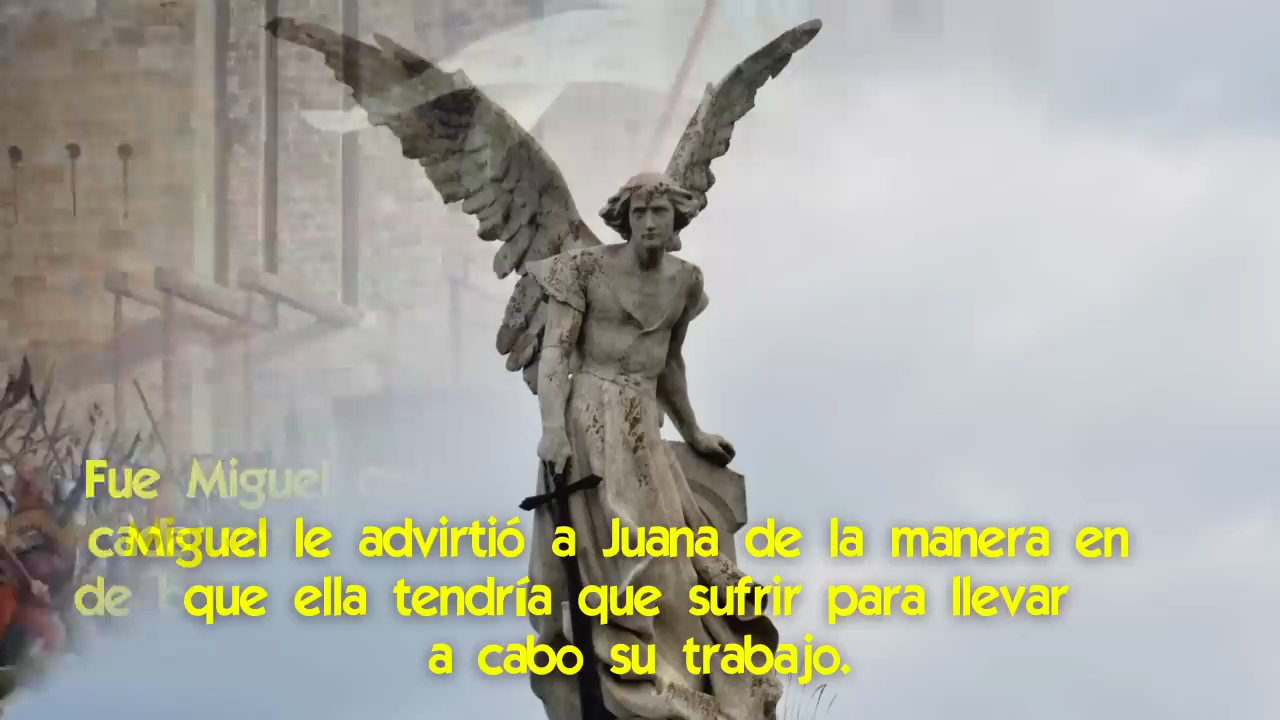 Fue Miguel
Miguel le advirtió a Juana de la manera en
de que ella tendría que sufrir para llevar
a cabo su trabajo.